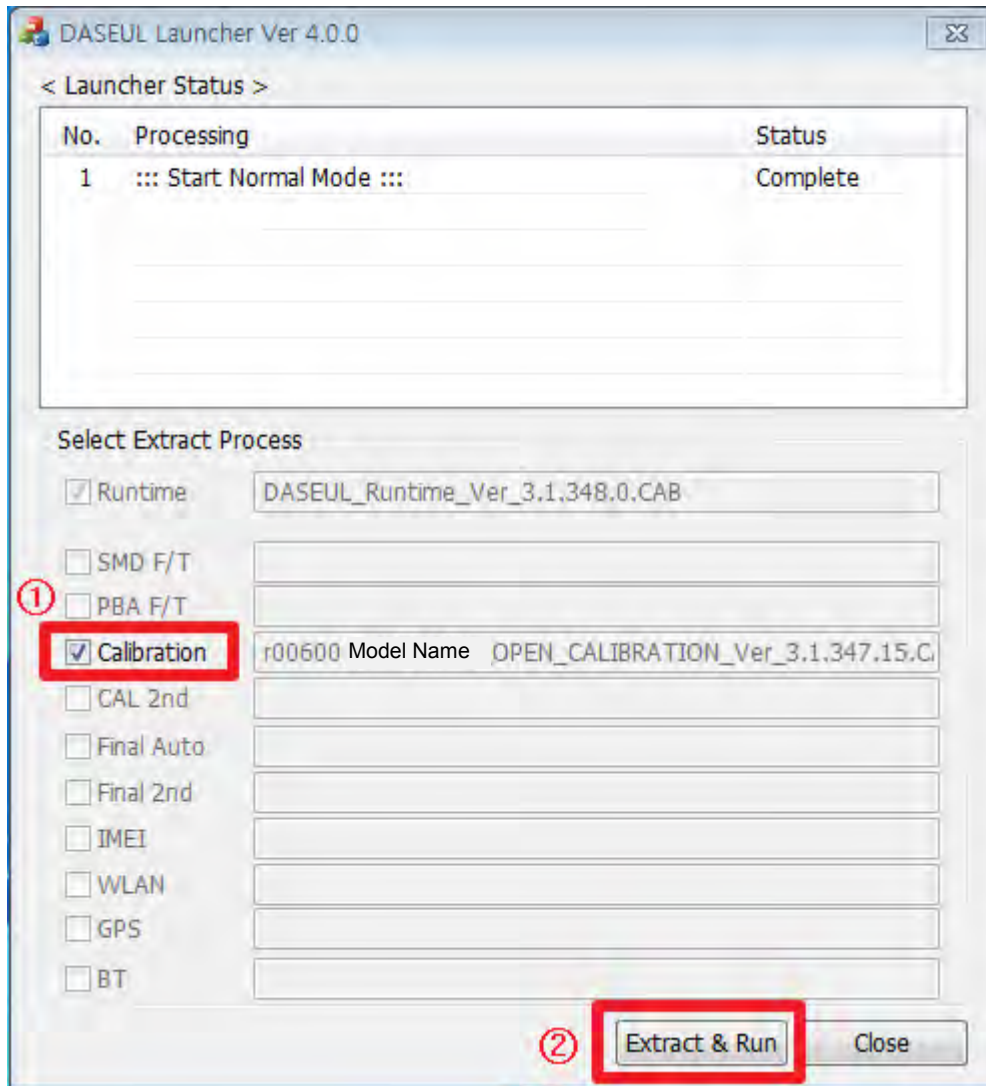 DASEUL Launcher Ver 4.0.0
< Launcher Status >
No. Processing Status
1 ::: Start Normal Mode ::: Complete
Select Extract Process
Runtime DASEUL_Runtime_Ver_3.1.348.0.CAB
SMD F/T
① PBA F/T
Calibration r00600 Model Name OPEN_CALIBRATION_Ver_3.1.347.15.C
CAL 2nd
Final Auto
Final 2nd
IMEI
WLAN
GPS
BT
② Extract & Run Close